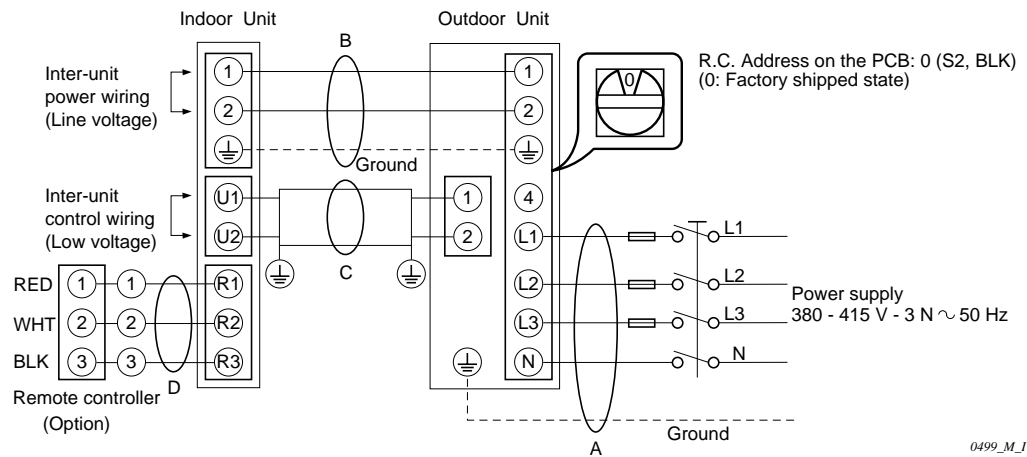 Indoor Unit
Outdoor Unit
B
R.C. Address on the PCB: 0 (S2, BLK)
(0: Factory shipped state)
0
Inter-unit
power wiring
(Line voltage)
1
2
1
2
Ground
Inter-unit
control wiring
(Low voltage)
U1
U2
C
1
2
4
L1
L2
L3
N
L1
L2
L3
N
Power supply
380 - 415 V - 3 N ~ 50 Hz
RED
WHT
BLK
1
2
3
1
2
3
R1
R2
R3
D
Remote controller
(Option)
Ground
A
0499_M_I